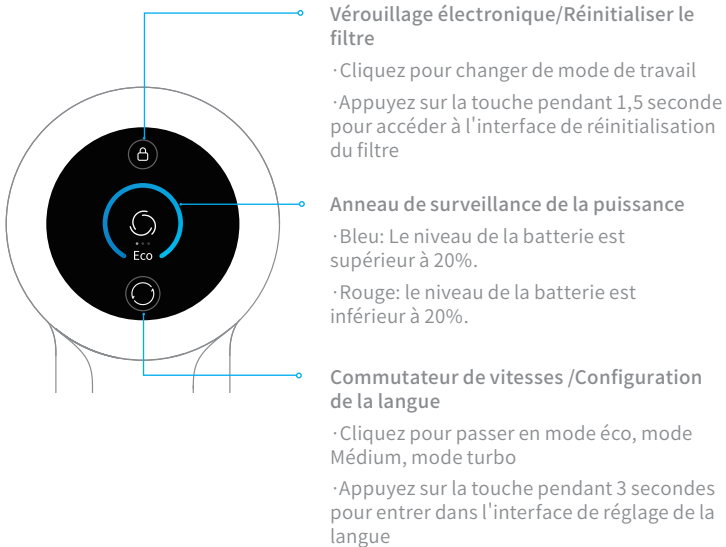 Vérouillage électronique/Réinitialiser le
filtre
·Cliquez pour changer de mode de travail
·Appuyez sur la touche pendant 1,5 seconde
pour accéder à l'interface de réinitialisation
du filtre
Eco
Anneau de surveillance de la puissance
·Bleu: Le niveau de la batterie est
supérieur à 20%.
·Rouge: le niveau de la batterie est
inférieur à 20%.
Commutateur de vitesses /Configuration
de la langue
·Cliquez pour passer en mode éco, mode
Médium, mode turbo
·Appuyez sur la touche pendant 3 secondes
pour entrer dans l'interface de réglage de la
langue